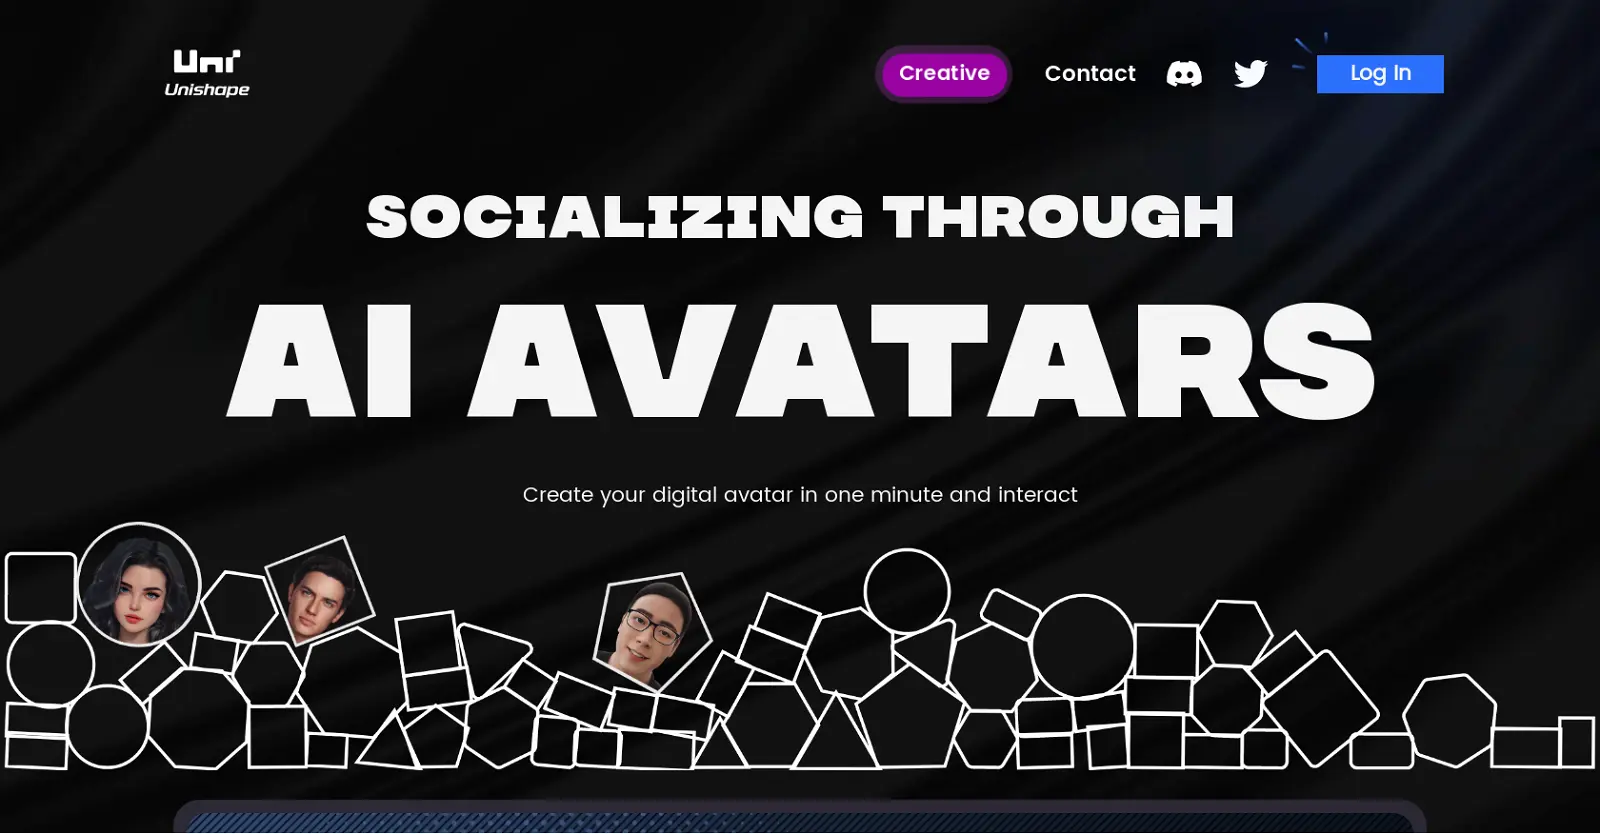 Uni
Unishape
Creative
Contact
Log In
SOCIALIZING THROUGH
AI AVATARS
Create your digital avatar in one minute and interact